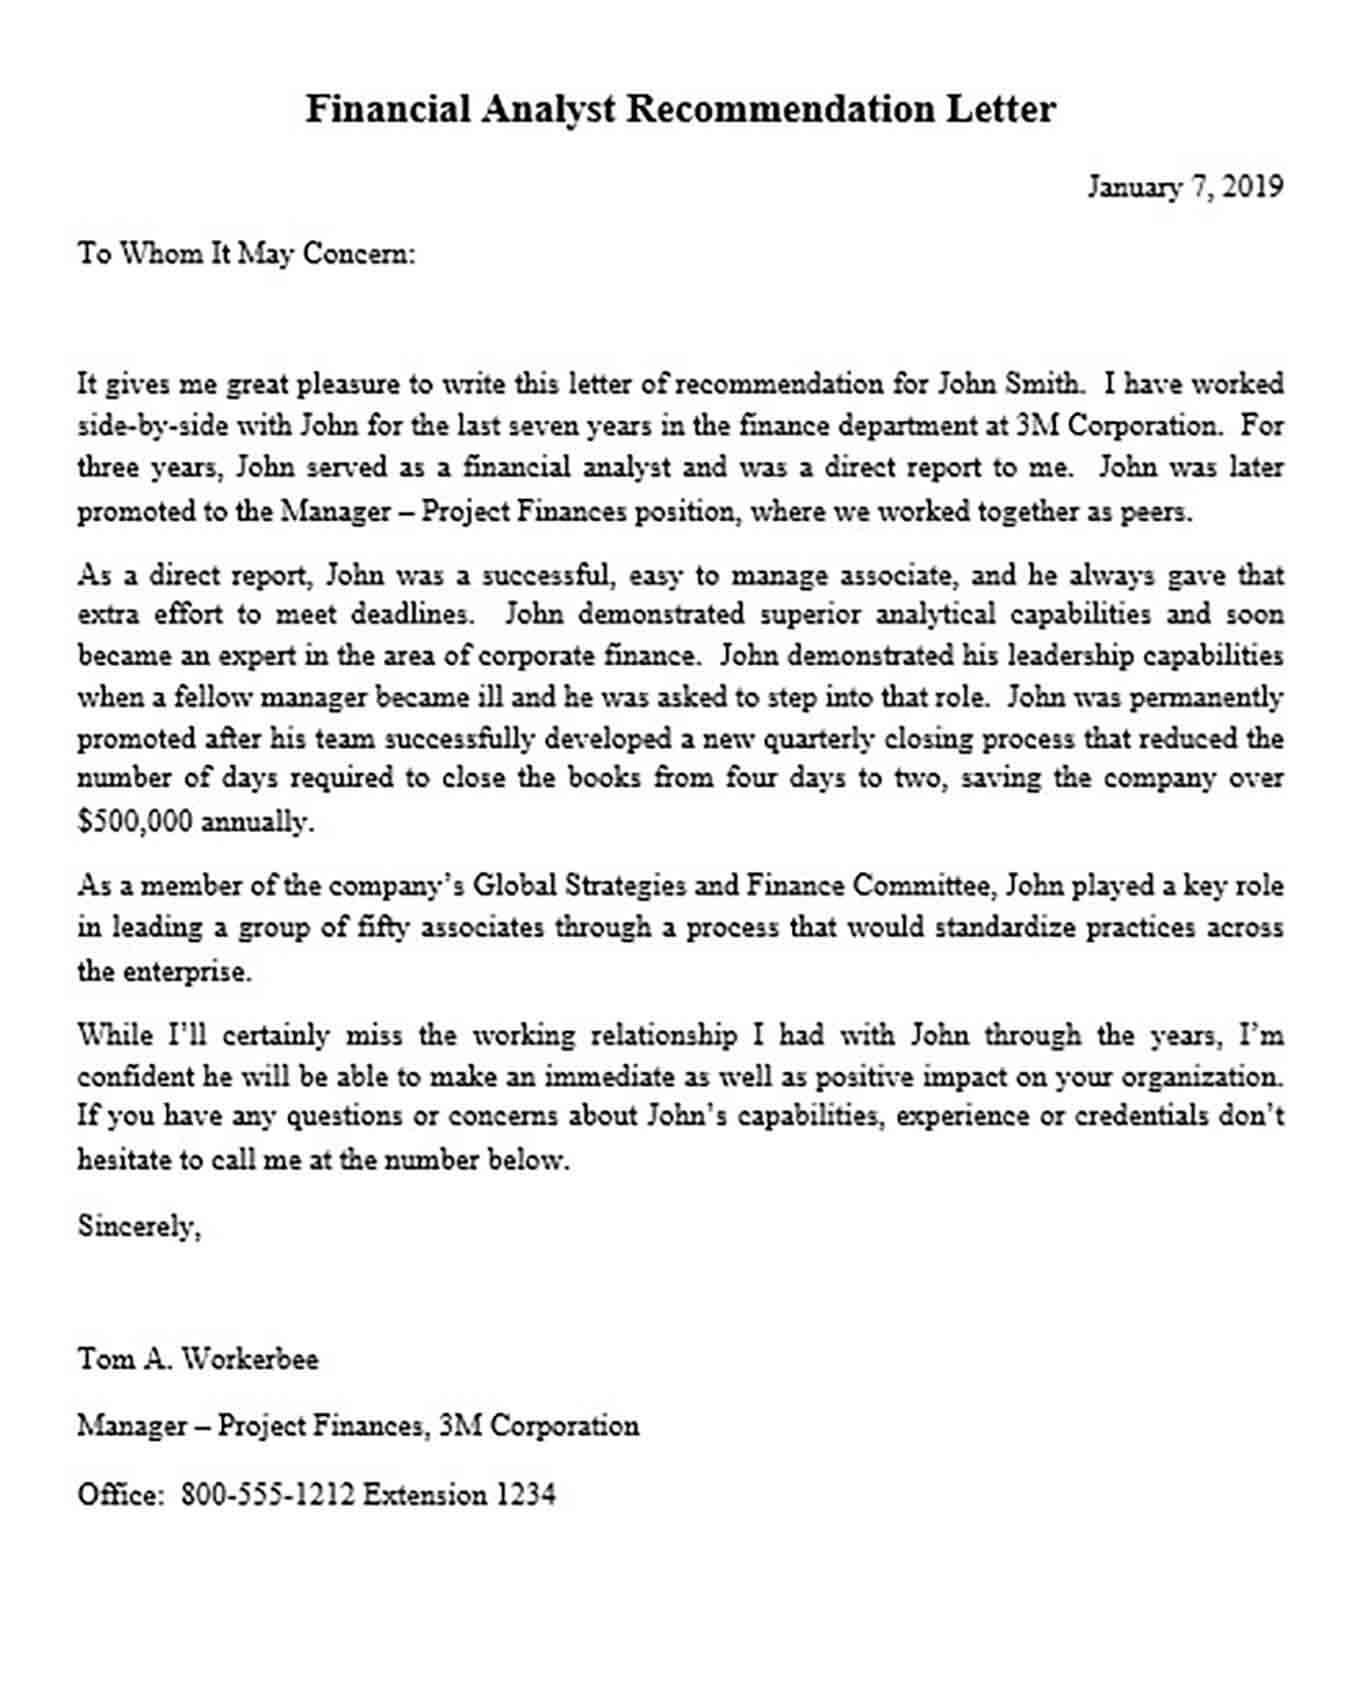 Financial Analyst Recommendation Letter
January 7, 2019
To Whom It May Concern:
It gives me great pleasure to write this letter of recommendation for John Smith.  I have worked
side-by-side with John for the last seven years in the finance department at 3M Corporation.  For
three years, John served as a financial analyst and was a direct report to me.  John was later
promoted to the Manager – Project Finances position, where we worked together as peers.
As a direct report, John was a successful, easy to manage associate, and he always gave that
extra effort to meet deadlines.  John demonstrated superior analytical capabilities and soon
became an expert in the area of corporate finance.  John demonstrated his leadership capabilities
when a fellow manager became ill and he was asked to step into that role.  John was permanently
promoted after his team successfully developed a new quarterly closing process that reduced the
number of days required to close the books from four days to two, saving the company over
$500,000 annually.
As a member of the company’s Global Strategies and Finance Committee, John played a key role
in leading a group of fifty associates through a process that would standardize practices across
the enterprise.
While I’ll certainly miss the working relationship I had with John through the years, I’m
confident he will be able to make an immediate as well as positive impact on your organization.
If you have any questions or concerns about John’s capabilities, experience or credentials don’t
hesitate to call me at the number below.
Sincerely,
Tom A. Workerbee
Manager – Project Finances, 3M Corporation
Office:  800-555-1212 Extension 1234